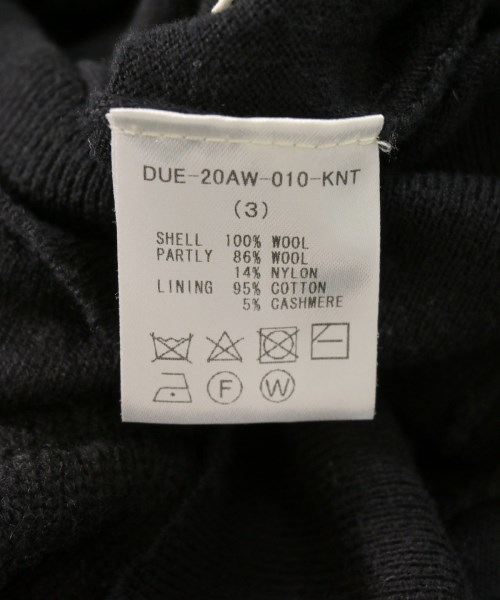 DUE-20AW-010-KNT
(3)
SHELL 100% WOOL
PARTLY 86% WOOL
14% NYLON
LINING 95% COTTON
5% CASHMERE
F W